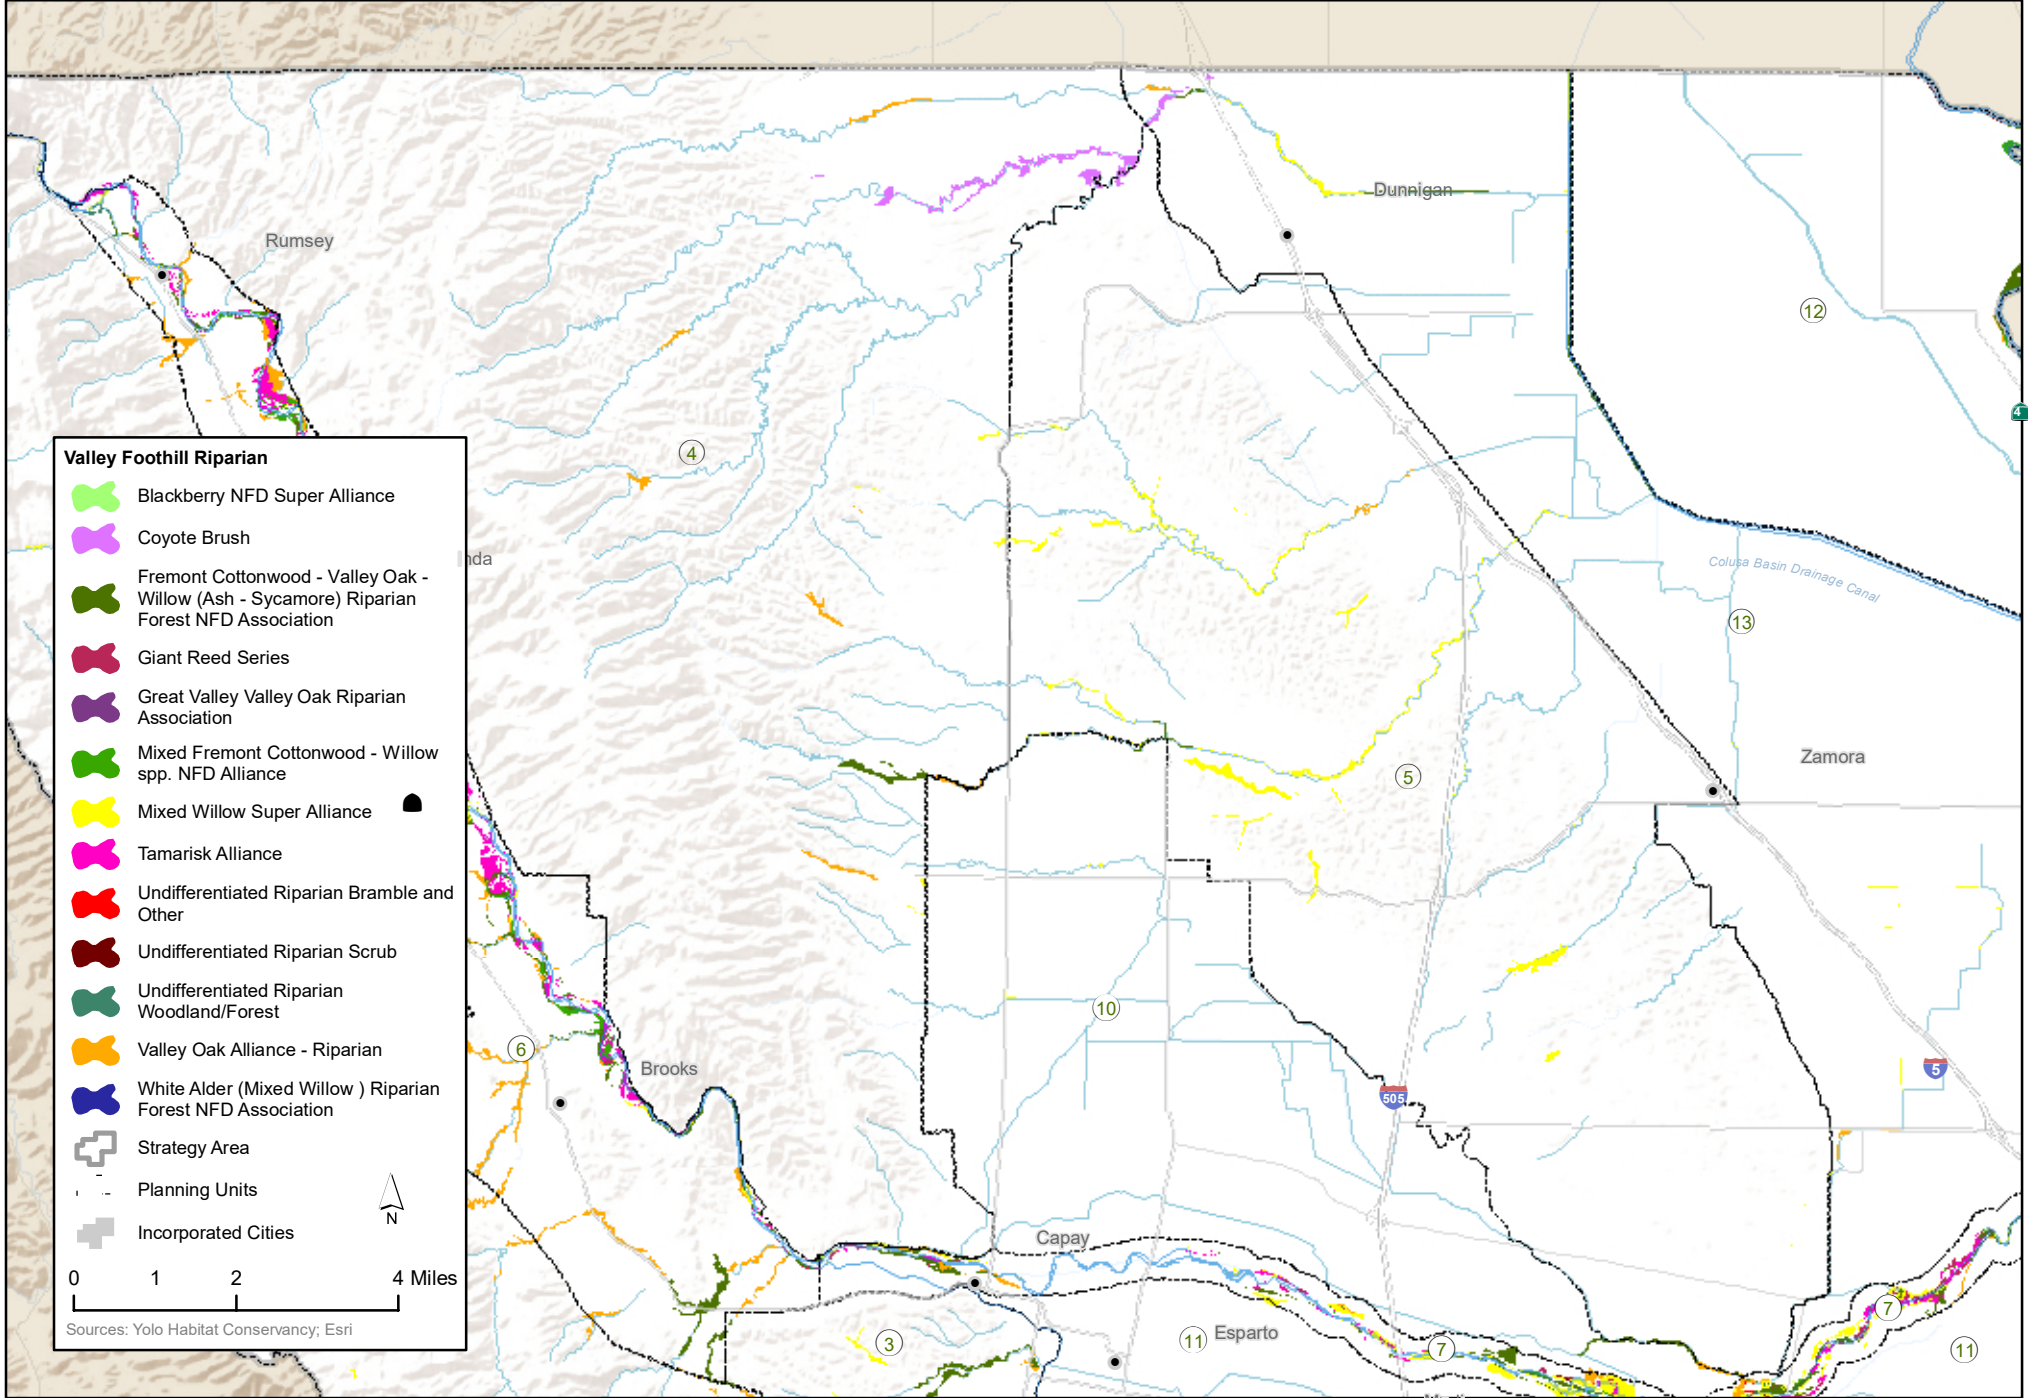 Dunnigan
Rumsey
12
4
4
Valley Foothill Riparian
Blackberry NFD Super Alliance
Coyote Brush
Fremont Cottonwood - Valley Oak -
Willow (Ash - Sycamore) Riparian
Forest NFD Association
Giant Reed Series
Great Valley Valley Oak Riparian
Association
Mixed Fremont Cottonwood - Willow
spp. NFD Alliance
Mixed Willow Super Alliance
Tamarisk Alliance
Undifferentiated Riparian Bramble and
Other
Undifferentiated Riparian Scrub
Undifferentiated Riparian
Woodland/Forest
Valley Oak Alliance - Riparian
White Alder (Mixed Willow ) Riparian
Forest NFD Association
Strategy Area
Planning Units
Incorporated Cities
N
0 1 2 4 Miles
Sources: Yolo Habitat Conservancy; Esri
nda
Colusa Basin Drainage Canal
13
Zamora
5
10
6
Brooks
5
505
Capay
7
11
Esparto
3
7
11